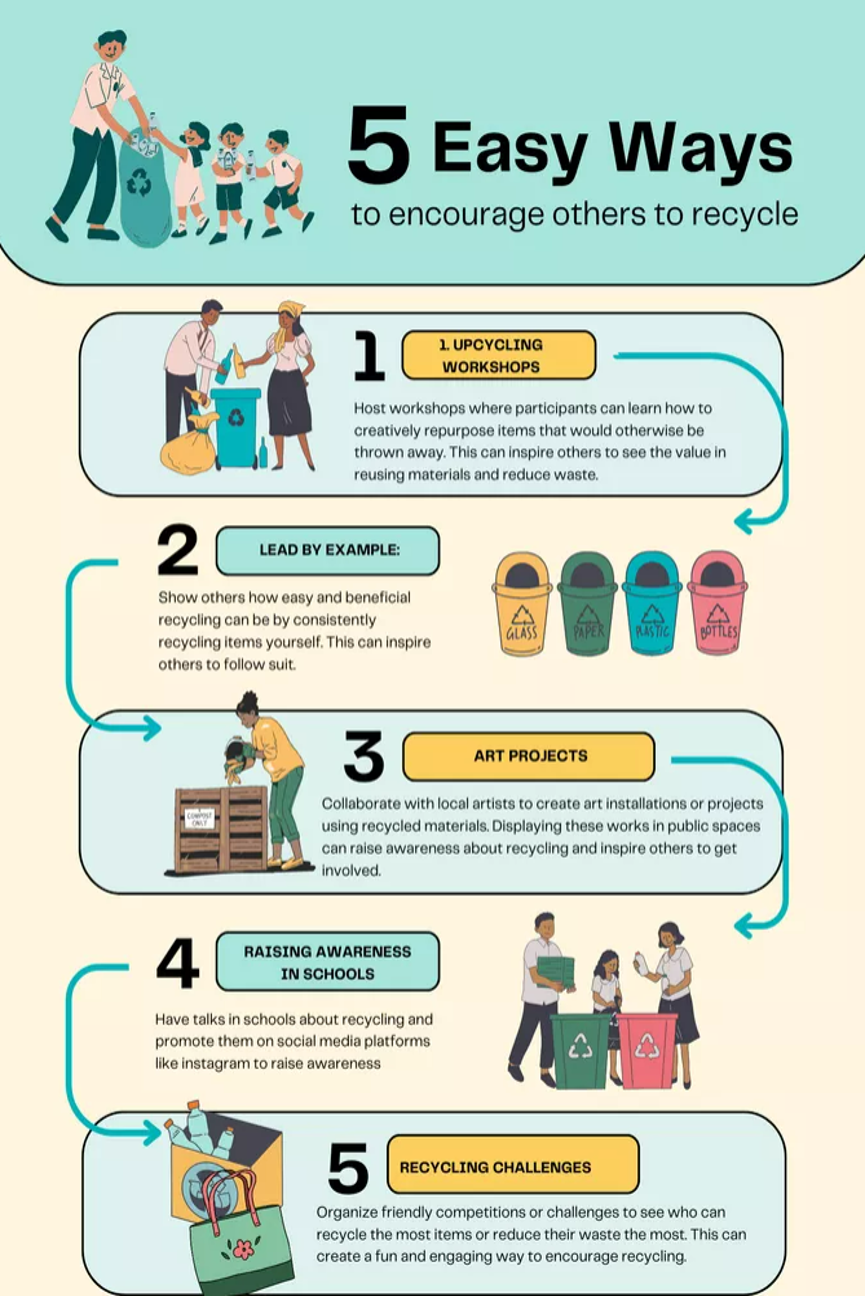 5 Easy Ways
to encourage others to recycle
1
1. UPCYCLING
WORKSHOPS
Host workshops where participants can learn how to
creatively repurpose items that would otherwise be
thrown away. This can inspire others to see the value in
reusing materials and reduce waste.
2
LEAD BY EXAMPLE:
Show others how easy and beneficial
recycling can be by consistently
recycling items yourself. This can inspire
others to follow suit.
GLASS
PAPER
PLASTIC
BOTTLES
3
ART PROJECTS
Collaborate with local artists to create art installations or projects
using recycled materials. Displaying these works in public spaces
can raise awareness about recycling and inspire others to get
involved.
COMPOST
ONLY
4
RAISING AWARENESS
IN SCHOOLS
Have talks in schools about recycling and
promote them on social media platforms
like instagram to raise awareness
5
RECYCLING CHALLENGES
Organize friendly competitions or challenges to see who can
recycle the most items or reduce their waste the most. This can
create a fun and engaging way to encourage recycling.